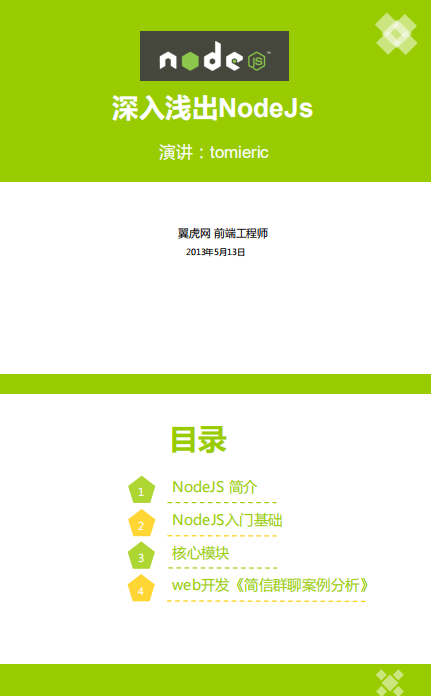 node JS ™
深入浅出NodeJs
演讲：tomieric
翼虎网 前端工程师
2013年5月13日
目录
1 NodeJS 简介
2 NodeJS入门基础
3 核心模块
4 web开发《简信群聊案例分析》